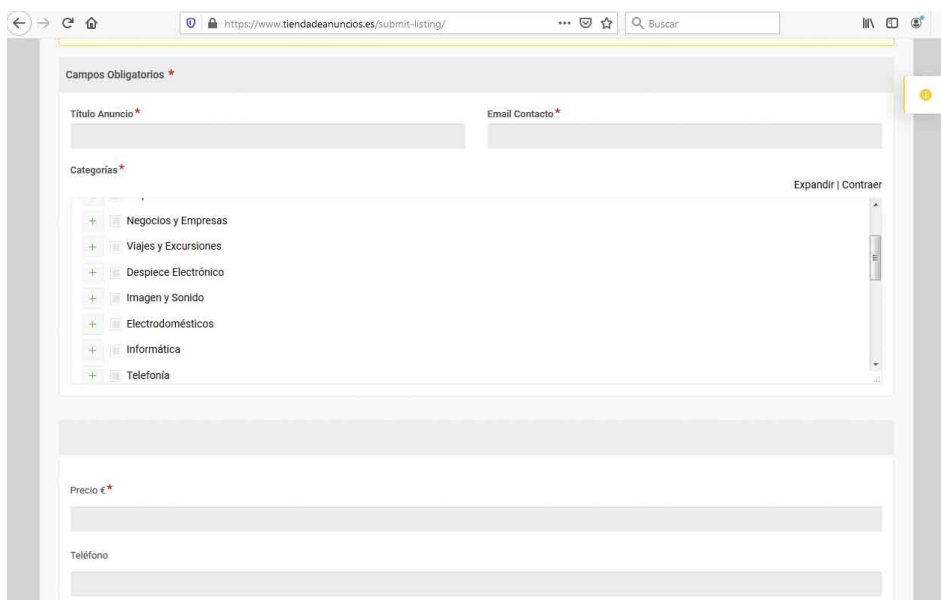 https://www.tiendadeanuncios.es/submit-listing/
Buscar
Campos Obligatorios *
Título Anuncio *
Email Contacto *
Categorías *
Expandir | Contraer
Negocios y Empresas
Viajes y Excursiones
Despiece Electrónico
Imagen y Sonido
Electrodomésticos
Informática
Telefonía
Precio € *
Teléfono